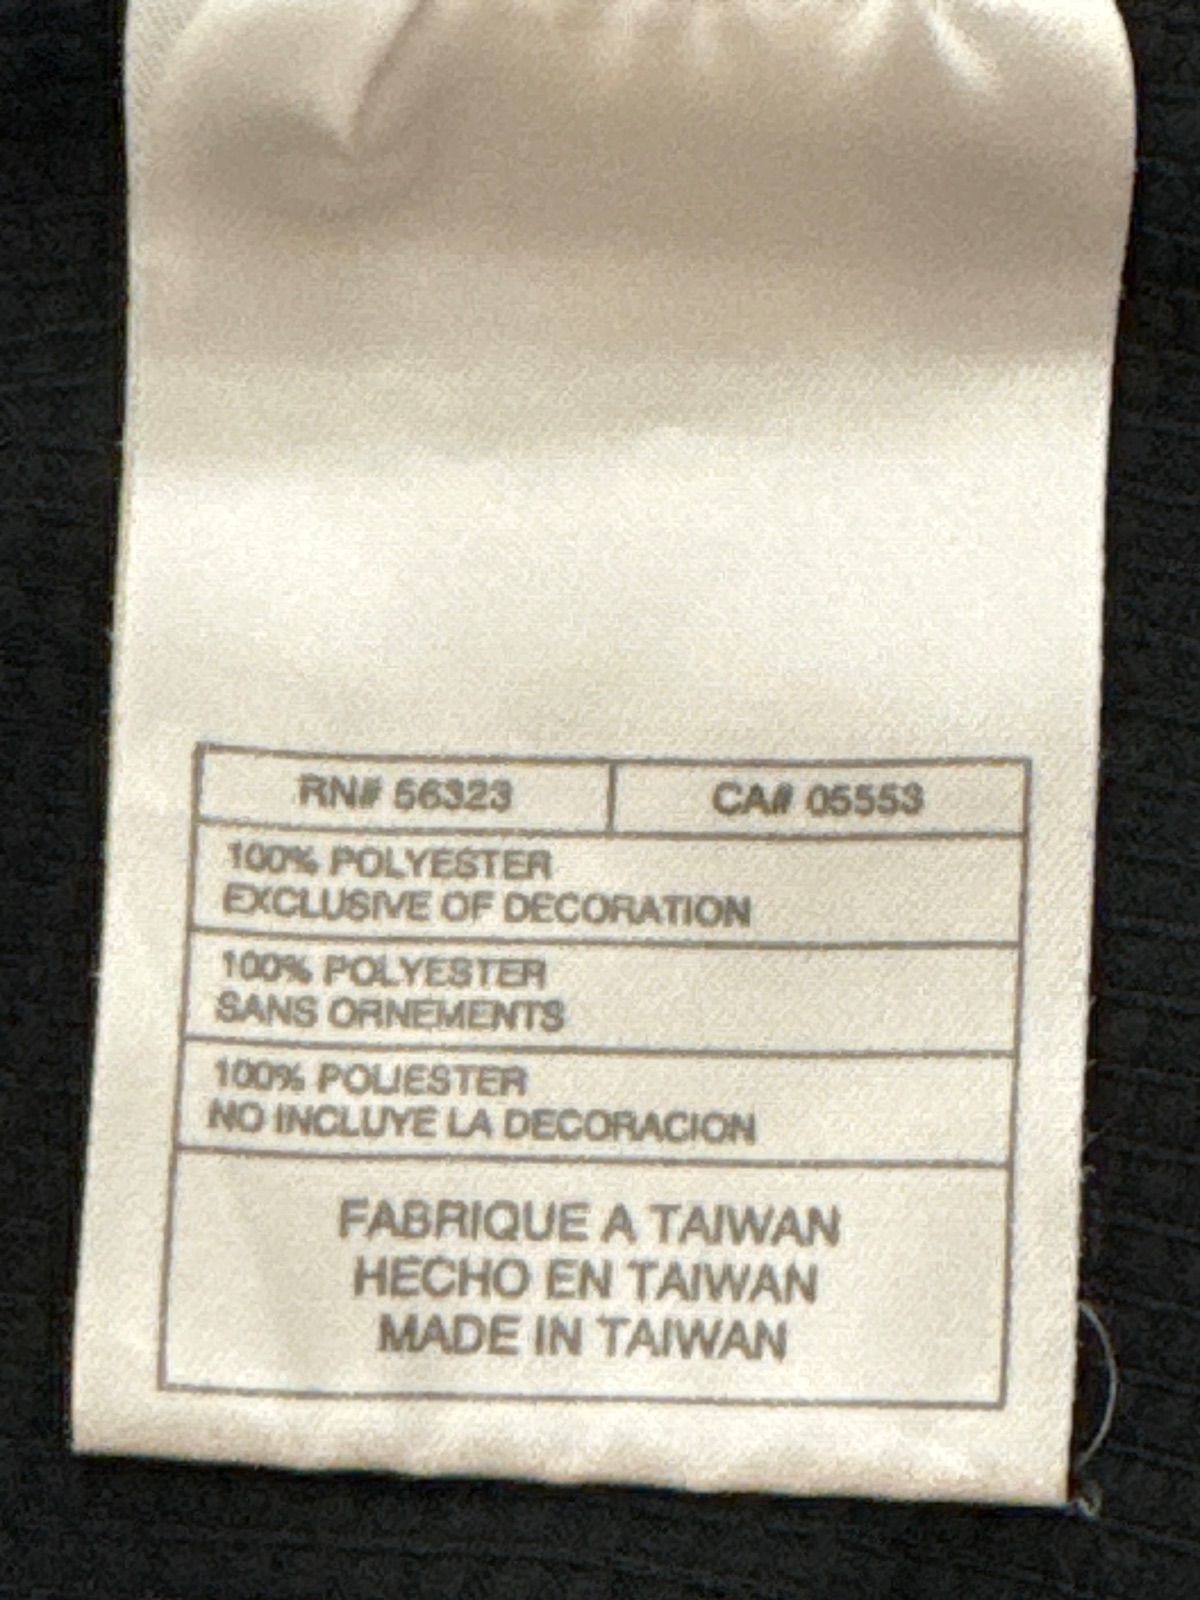 RN# 56323 CA# 05553
100% POLYESTER
EXCLUSIVE OF DECORATION
100% POLYESTER
SANS ORNEMENTS
100% POLIESTER
NO INCLUYE LA DECORACION
FABRIQUE A TAIWAN
HECHO EN TAIWAN
MADE IN TAIWAN